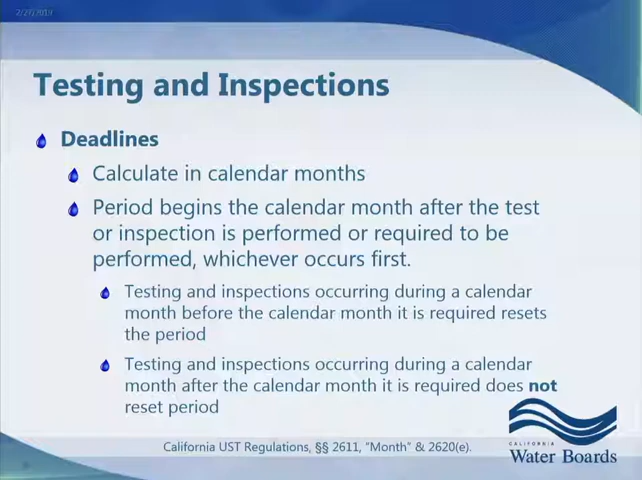 Testing and Inspections
Deadlines
Calculate in calendar months
Period begins the calendar month after the test
or inspection is performed or required to be
performed, whichever occurs first.
Testing and inspections occurring during a calendar
month before the calendar month it is required resets
the period
Testing and inspections occurring during a calendar
month after the calendar month it is required does not
reset period
California UST Regulations, §§ 2611, "Month" & 2620(e).
CALIFORNIA
Water Boards